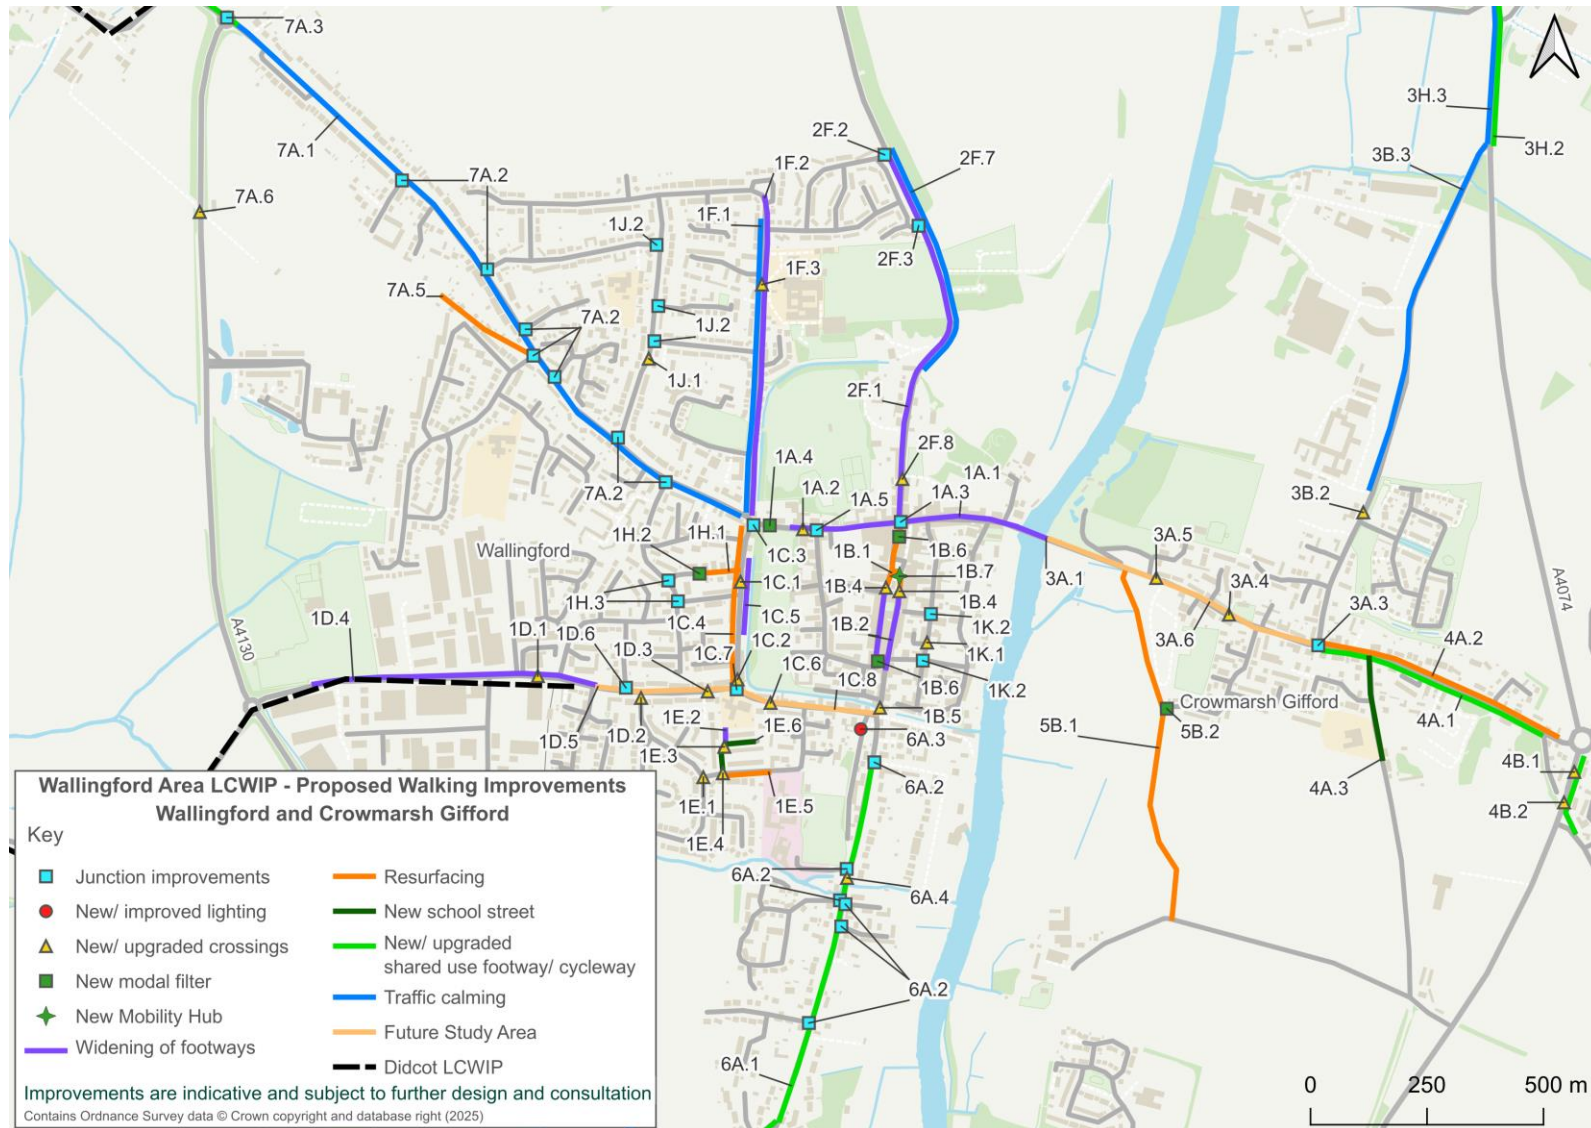 7A.3
7A.1
7A.2
7A.6
7A.5
7A.2
7A.2
1J.2
1J.2
1J.1
1F.2
1F.1
1F.3
2F.2
2F.7
2F.3
2F.1
2F.8
3H.3
3H.2
3B.3
3B.2
1A.4
1A.2
1A.5
1A.3
1A.1
1H.2
1H.1
Wallingford
1H.3
1C.3
1C.1
1C.5
1C.4
1C.7
1C.2
1C.6
1C.8
1B.1
1B.6
1B.7
1B.4
1B.4
1B.2
1K.2
1K.1
1K.2
1B.6
1B.5
3A.1
3A.5
3A.4
3A.6
3A.3
A4074
4A.2
4A.1
4A.3
4B.1
4B.2
Crowmarsh Gifford
5B.1
5B.2
A4130
1D.4
1D.1
1D.6
1D.3
1D.5
1D.2
1E.2
1E.6
1E.3
1E.1
1E.5
1E.4
6A.3
6A.2
6A.2
6A.4
6A.2
6A.1
Wallingford Area LCWIP - Proposed Walking Improvements
Wallingford and Crowmarsh Gifford
Key
Junction improvements
New/ improved lighting
New/ upgraded crossings
New modal filter
New Mobility Hub
Widening of footways
Resurfacing
New school street
New/ upgraded
shared use footway/ cycleway
Traffic calming
Future Study Area
Didcot LCWIP
Improvements are indicative and subject to further design and consultation
Contains Ordnance Survey data © Crown copyright and database right (2025)
0 250 500 m